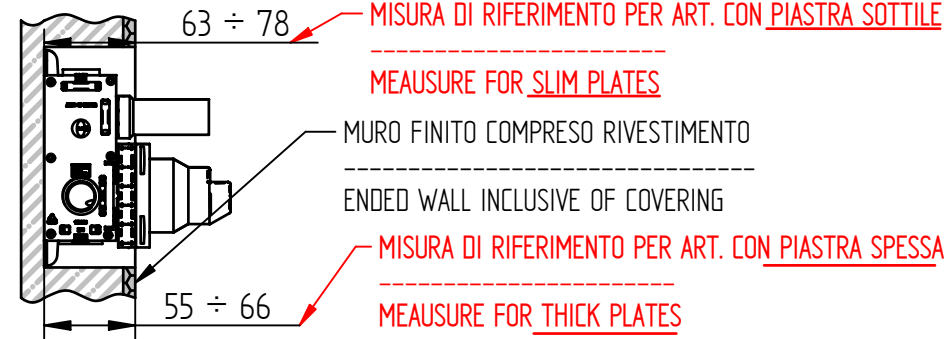 63 ÷ 78
MISURA DI RIFERIMENTO PER ART. CON PIASTRA SOTTILE
MEAUSURE FOR SLIM PLATES
MURO FINITO COMPRESO RIVESTIMENTO
ENDED WALL INCLUSIVE OF COVERING
MISURA DI RIFERIMENTO PER ART. CON PIASTRA SPESSA
55 ÷ 66
MEAUSURE FOR THICK PLATES